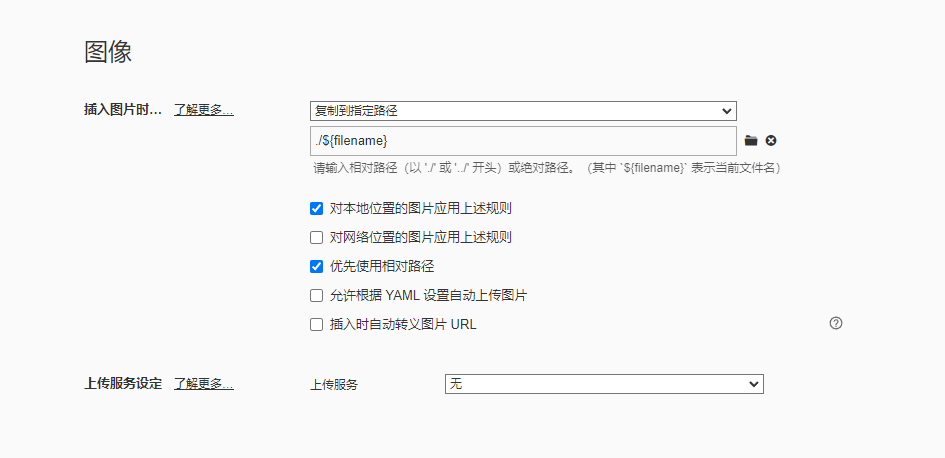 图像
插入图片时... 了解更多... 复制到指定路径
./${filename}
请输入相对路径（以 './' 或 '../' 开头）或绝对路径。（其中 `${filename}` 表示当前文件名）
对本地位置的图片应用上述规则
对网络位置的图片应用上述规则
优先使用相对路径
允许根据 YAML 设置自动上传图片
插入时自动转义图片 URL
上传服务设定 了解更多... 上传服务 无